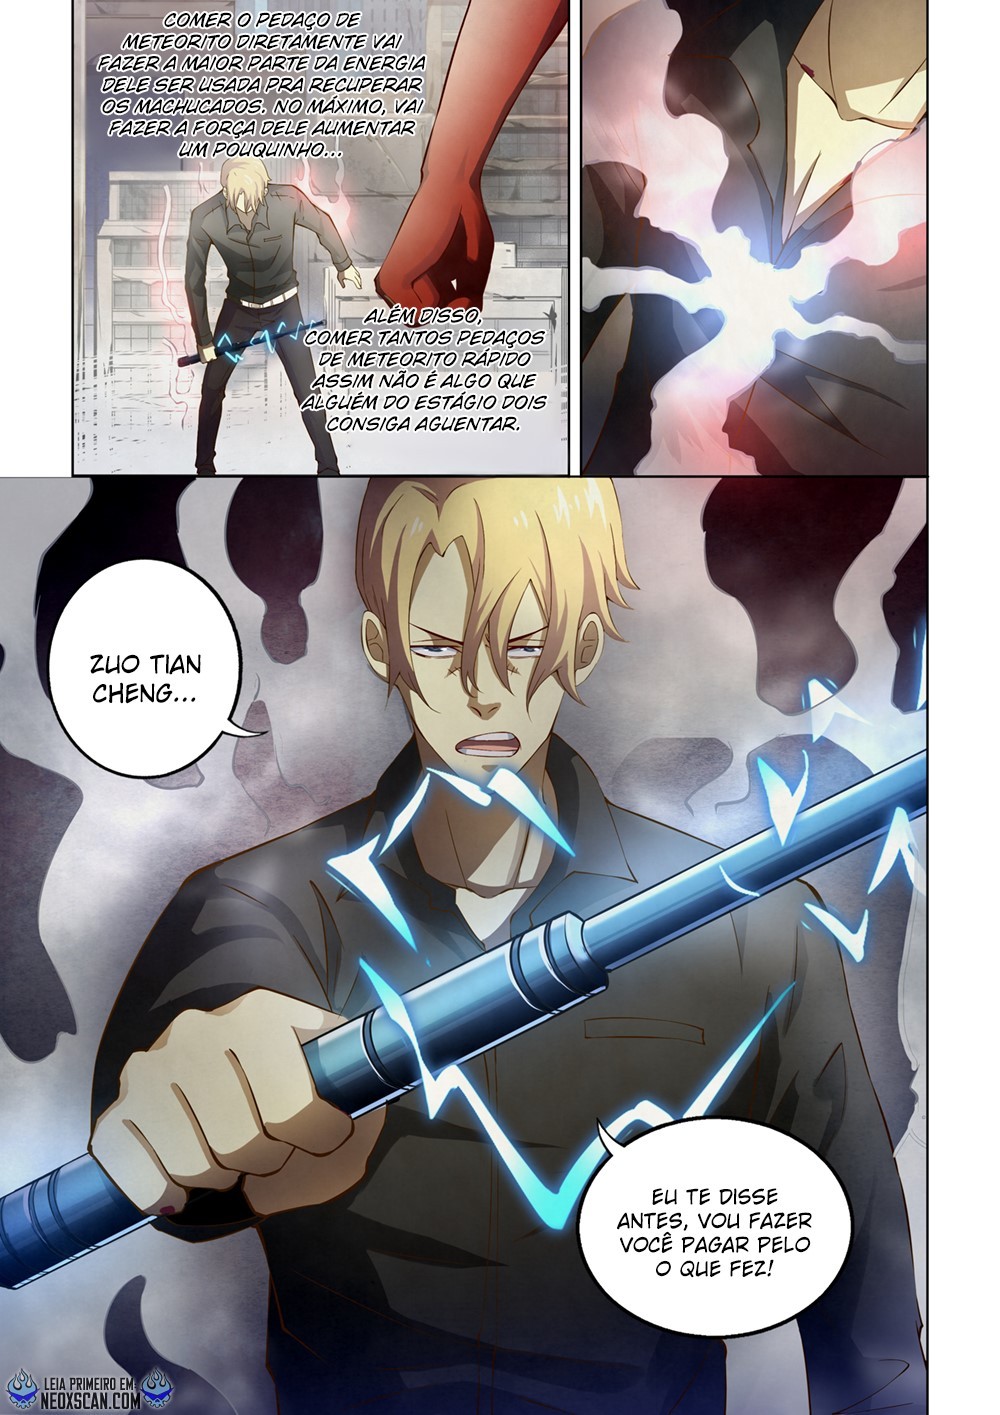 COMER O PEDAÇO DE
METEORITO DIRETAMENTE VAI
FAZER A MAIOR PARTE DA ENERGIA
DELE SER USADA PRA RECUPERAR
OS MACHUCADOS. NO MÁXIMO, VAI
FAZER A FORÇA DELE AUMENTAR
UM POUQUINHO...
ALÉM DISSO,
COMER TANTOS PEDAÇOS
DE METEORITO RÁPIDO
ASSIM NÃO É ALGO QUE
ALGUÉM DO ESTÁGIO DOIS
CONSIGA AGUENTAR.
ZUO TIAN
CHENG...
EU TE DISSE
ANTES, VOU FAZER
VOCÊ PAGAR PELO
O QUE FEZ!
LEIA PRIMEIRO EM:
NEOXSCAN.COM